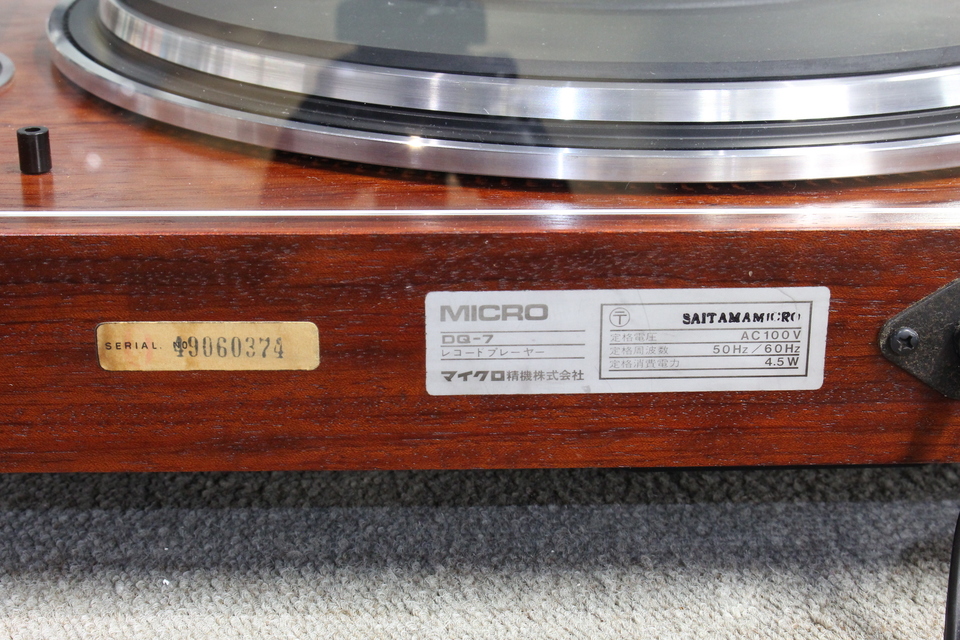 SERIAL. № 49060374
MICRO
DQ-7
レコードプレーヤー
マイクロ精機株式会社
〒 SAITAMAMICRO
定格電圧 AC100V
定格周波数 50Hz/60Hz
定格消費電力 4.5W